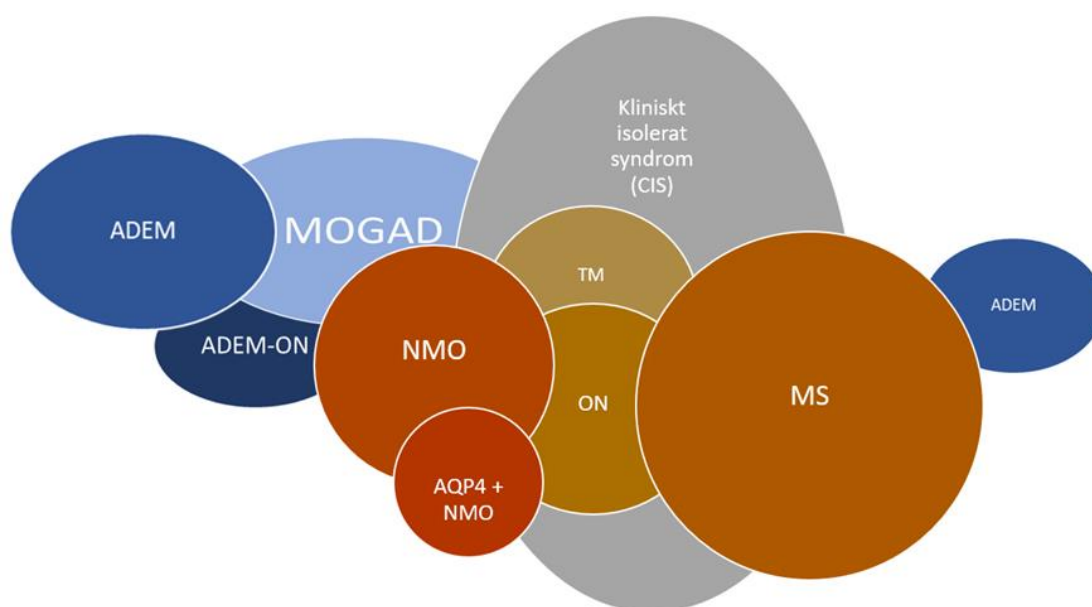 Kliniskt
isolerat
syndrom
(CIS)
ADEM
MOGAD
TM
ADEM
ADEM-ON
NMO
ON
MS
AQP4 +
NMO